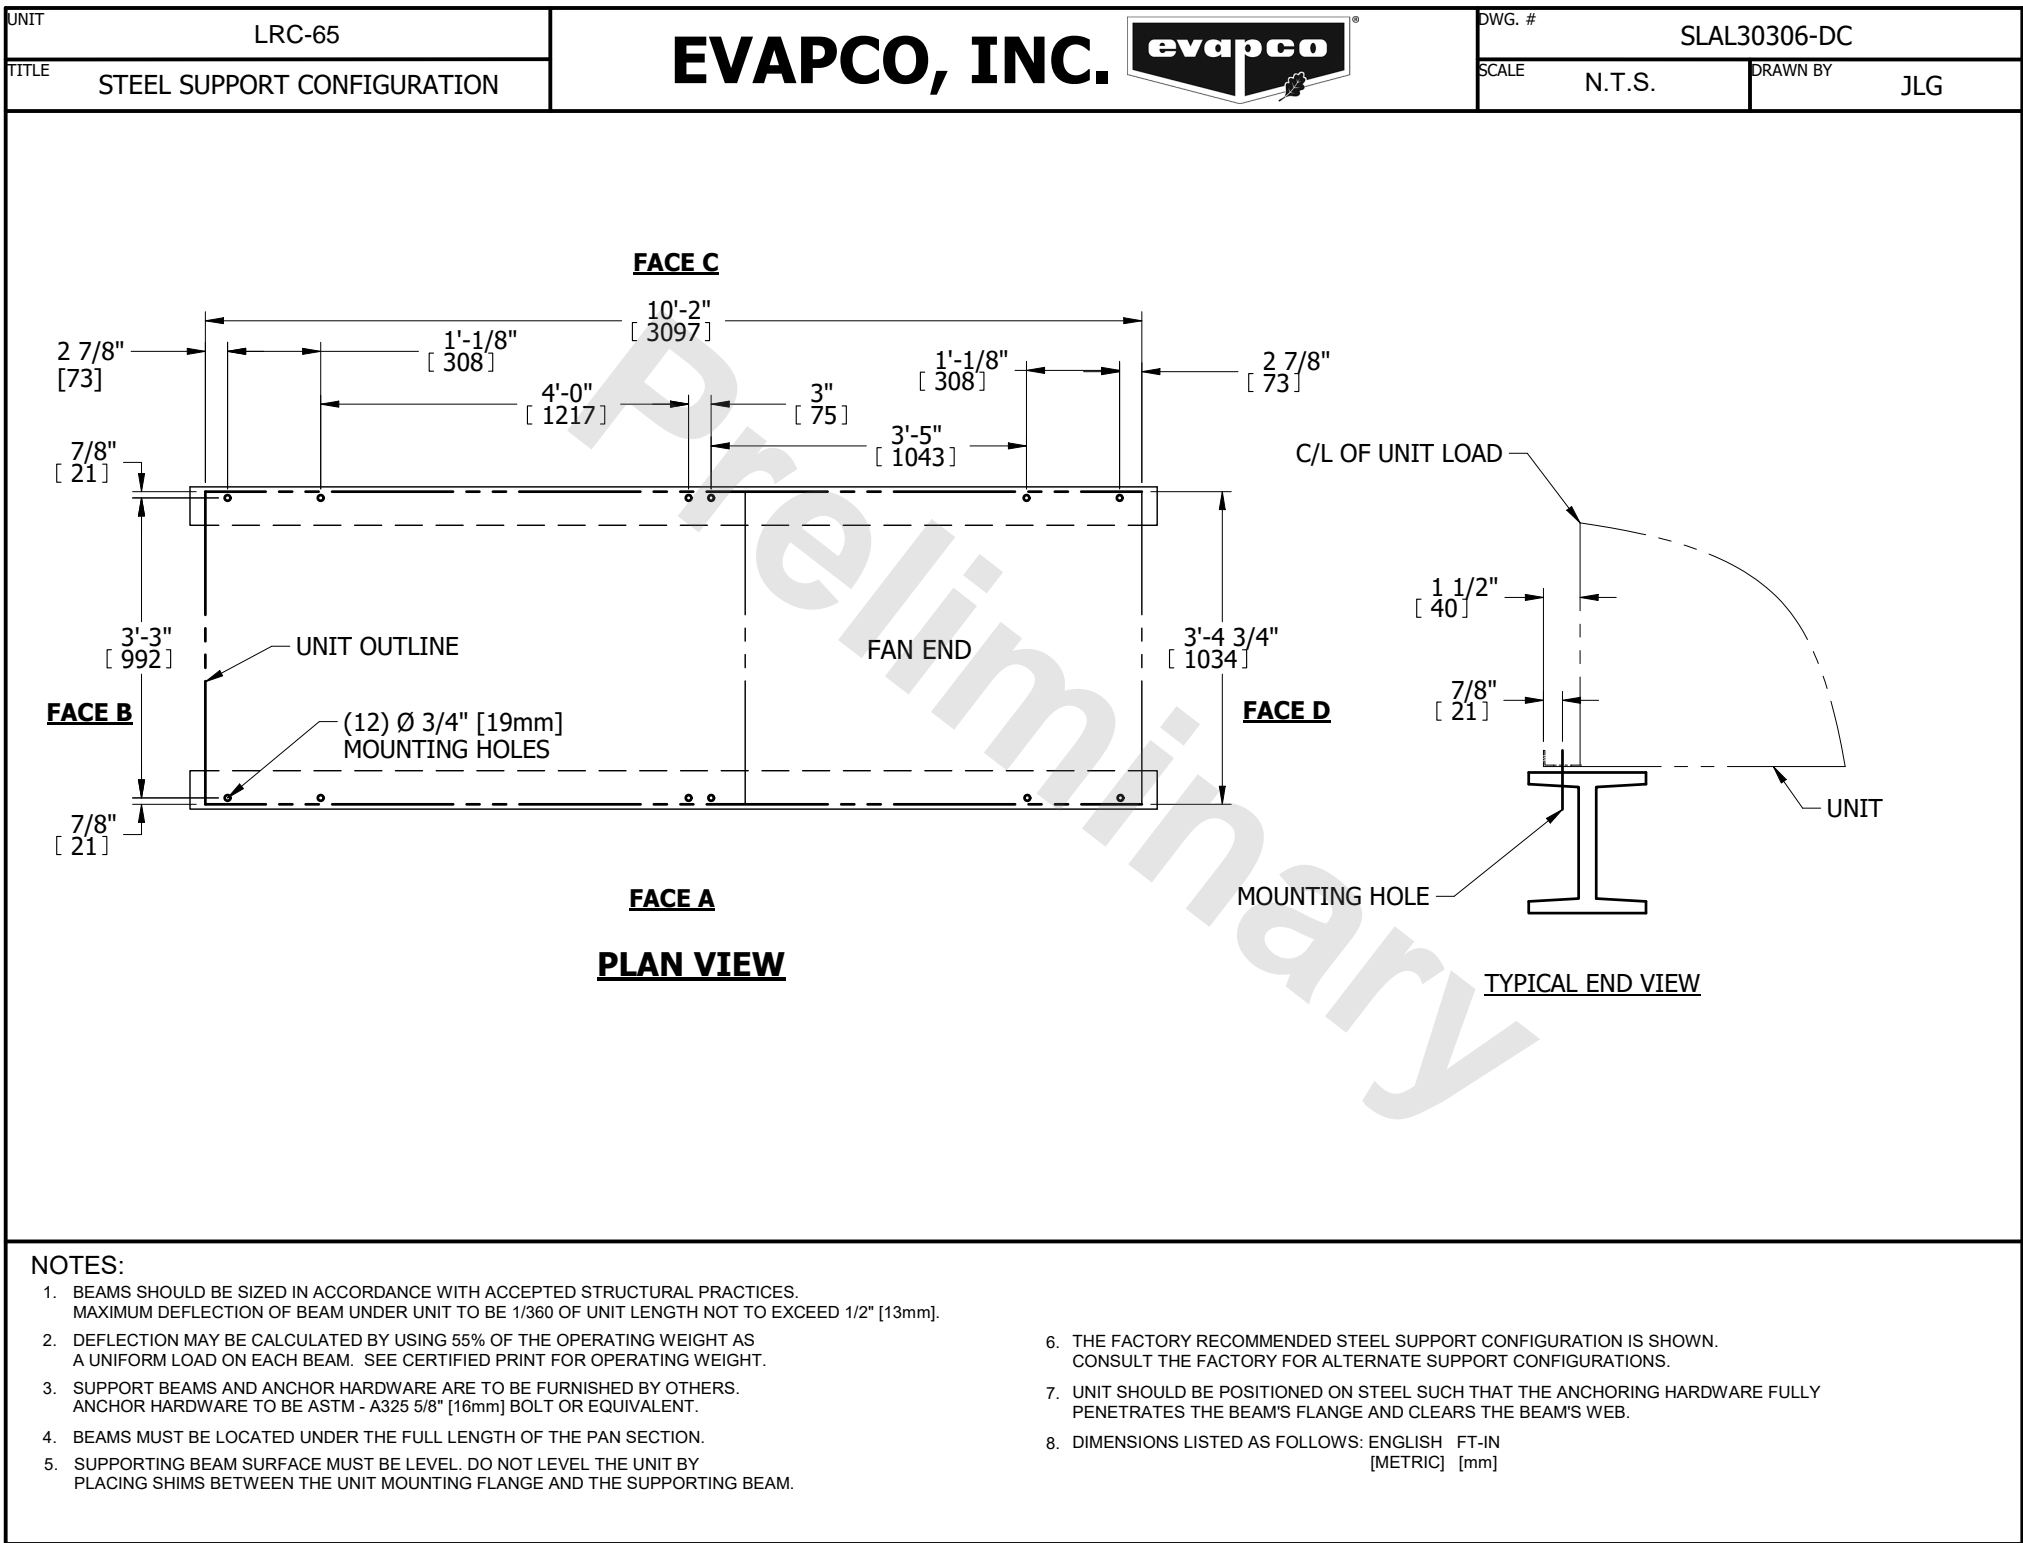 UNIT
LRC-65
TITLE
STEEL SUPPORT CONFIGURATION
EVAPCO, INC.
evapco
®
DWG. #
SLAL30306-DC
SCALE
N.T.S.
DRAWN BY
JLG
FACE C
10'-2"
[ 3097]
2 7/8"
[73]
1'-1/8"
[ 308]
1'-1/8"
[ 308]
2 7/8"
[ 73]
4'-0"
[ 1217]
3"
[ 75]
3'-5"
[ 1043]
7/8"
[ 21]
C/L OF UNIT LOAD
1 1/2"
[ 40]
3'-3"
[ 992]
UNIT OUTLINE
FAN END
3'-4 3/4"
[ 1034]
7/8"
[ 21]
FACE B
(12) Ø 3/4" [19mm]
MOUNTING HOLES
FACE D
7/8"
[ 21]
UNIT
MOUNTING HOLE
FACE A
PLAN VIEW
TYPICAL END VIEW
Preliminary
NOTES:
1. BEAMS SHOULD BE SIZED IN ACCORDANCE WITH ACCEPTED STRUCTURAL PRACTICES.
MAXIMUM DEFLECTION OF BEAM UNDER UNIT TO BE 1/360 OF UNIT LENGTH NOT TO EXCEED 1/2" [13mm].
2. DEFLECTION MAY BE CALCULATED BY USING 55% OF THE OPERATING WEIGHT AS
A UNIFORM LOAD ON EACH BEAM. SEE CERTIFIED PRINT FOR OPERATING WEIGHT.
3. SUPPORT BEAMS AND ANCHOR HARDWARE ARE TO BE FURNISHED BY OTHERS.
ANCHOR HARDWARE TO BE ASTM - A325 5/8" [16mm] BOLT OR EQUIVALENT.
4. BEAMS MUST BE LOCATED UNDER THE FULL LENGTH OF THE PAN SECTION.
5. SUPPORTING BEAM SURFACE MUST BE LEVEL. DO NOT LEVEL THE UNIT BY
PLACING SHIMS BETWEEN THE UNIT MOUNTING FLANGE AND THE SUPPORTING BEAM.
6. THE FACTORY RECOMMENDED STEEL SUPPORT CONFIGURATION IS SHOWN.
CONSULT THE FACTORY FOR ALTERNATE SUPPORT CONFIGURATIONS.
7. UNIT SHOULD BE POSITIONED ON STEEL SUCH THAT THE ANCHORING HARDWARE FULLY
PENETRATES THE BEAM'S FLANGE AND CLEARS THE BEAM'S WEB.
8. DIMENSIONS LISTED AS FOLLOWS: ENGLISH FT-IN
[METRIC] [mm]